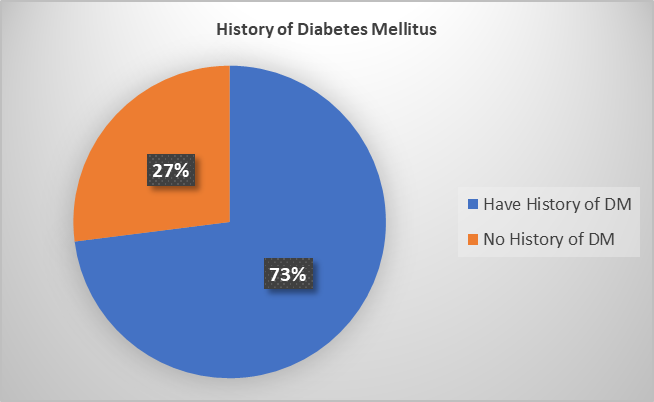 History of Diabetes Mellitus
27%
73%
Have History of DM
No History of DM